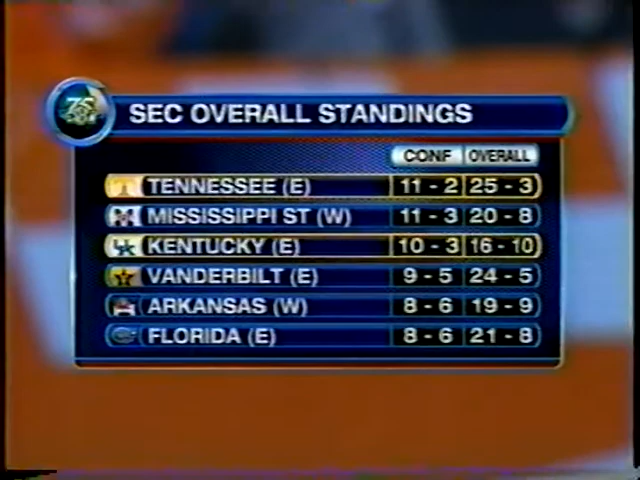 75
SEC OVERALL STANDINGS
CONF OVERALL
TENNESSEE (E) 11 - 2 25 - 3
MISSISSIPPI ST (W) 11 - 3 20 - 8
KENTUCKY (E) 10 - 3 16 - 10
VANDERBILT (E) 9 - 5 24 - 5
ARKANSAS (W) 8 - 6 19 - 9
FLORIDA (E) 8 - 6 21 - 8